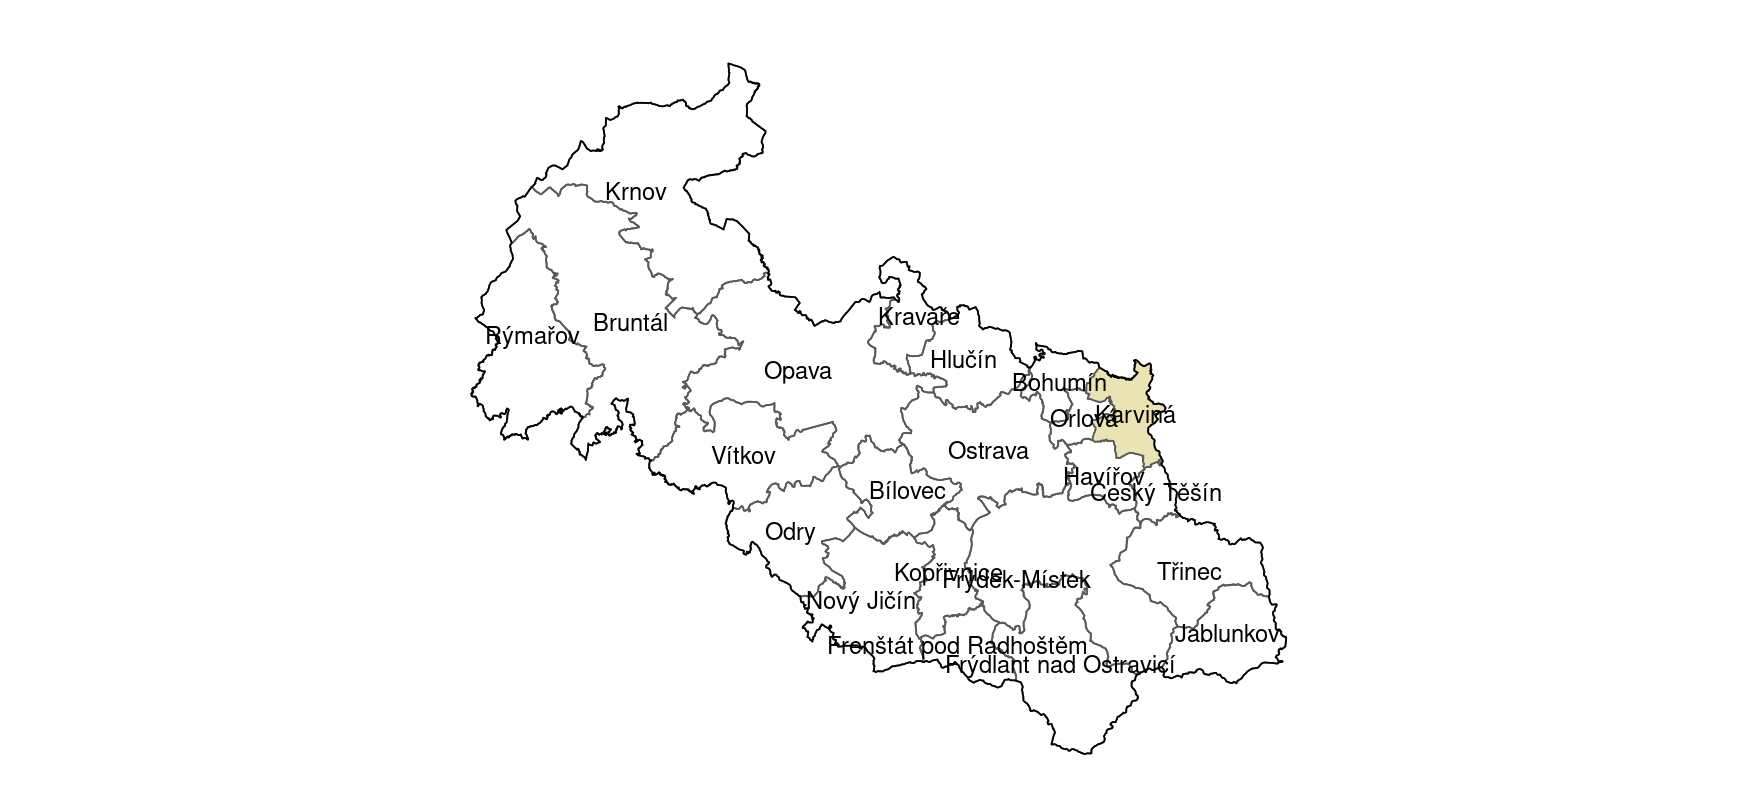 Krnov
Kravaře
Bruntál
Rýmařov
Hlučín
Opava
Bohumín
Karviná
Orlová
Ostrava
Vítkov
Havířov
Bílovec
Český Těšín
Odry
Třinec
Kopřivnice
Frýdek-Místek
Nový Jičín
Jablunkov
Frenštát pod Radhoštěm
Frýdlant nad Ostravicí